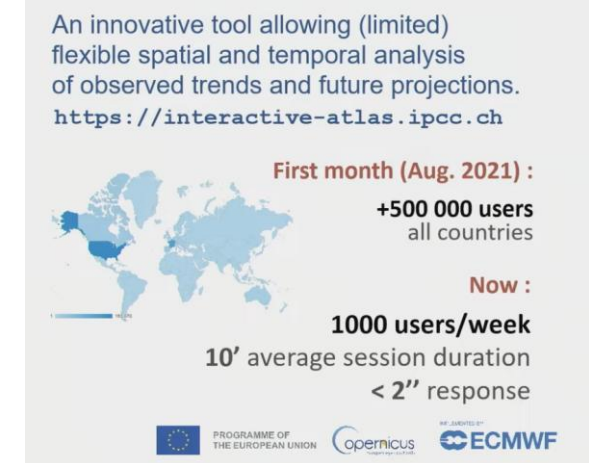 An innovative tool allowing (limited)
flexible spatial and temporal analysis
of observed trends and future projections.
https://interactive-atlas.ipcc.ch
First month (Aug. 2021) :
+500 000 users
all countries
Now :
1000 users/week
10’ average session duration
< 2’’ response
PROGRAMME OF
THE EUROPEAN UNION
opernicus
IMPLEMENTED BY
ECMWF